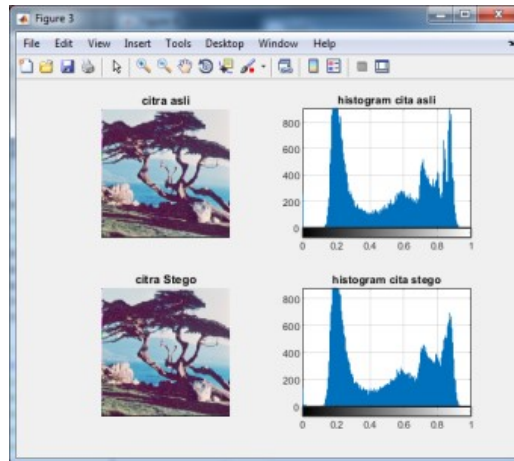 Figure 3
File Edit View Insert Tools Desktop Window Help
citra asli
histogram cita asli
800
600
400
200
0
0 0.2 0.4 0.6 0.8 1
citra Stego
histogram cita stego
800
600
400
200
0
0 0.2 0.4 0.6 0.8 1